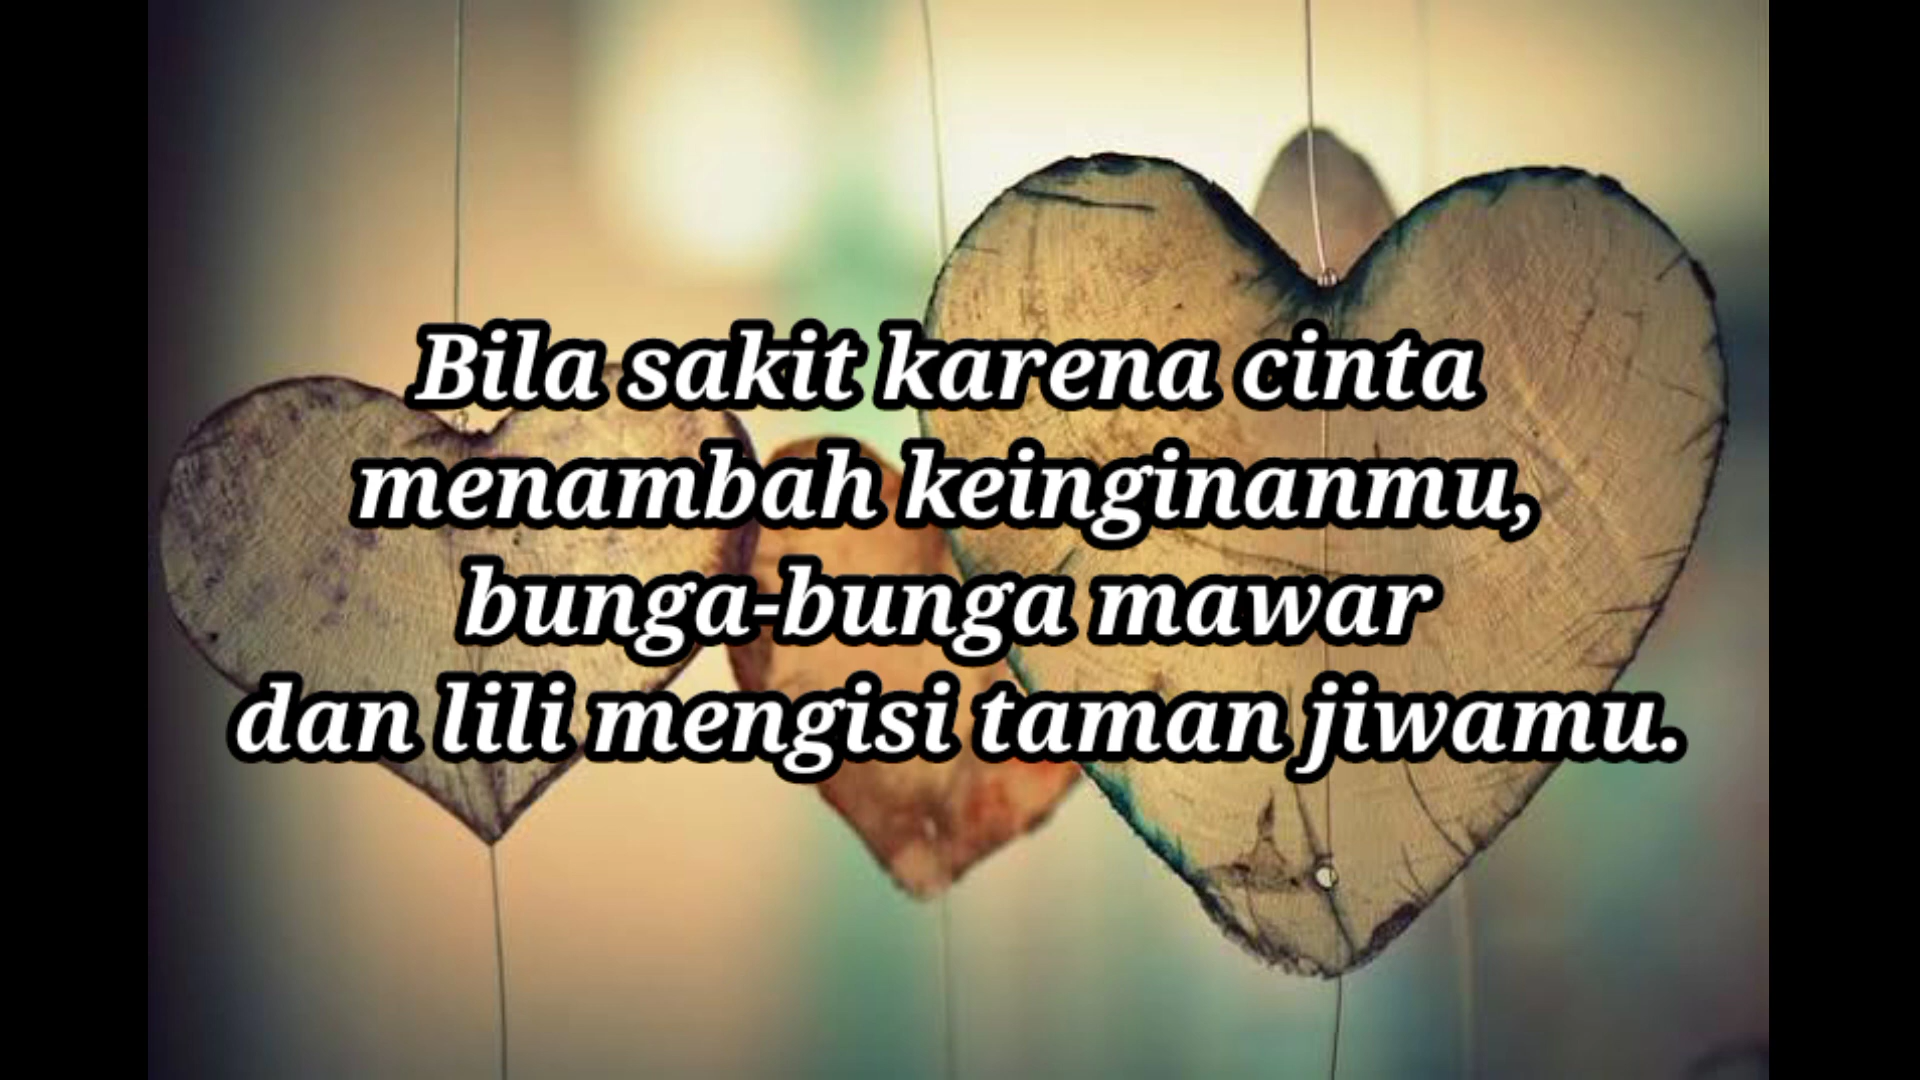 Bila sakit karena cinta
menambah keinginanmu,
bunga-bunga mawar
dan lili mengisi taman jiwamu.